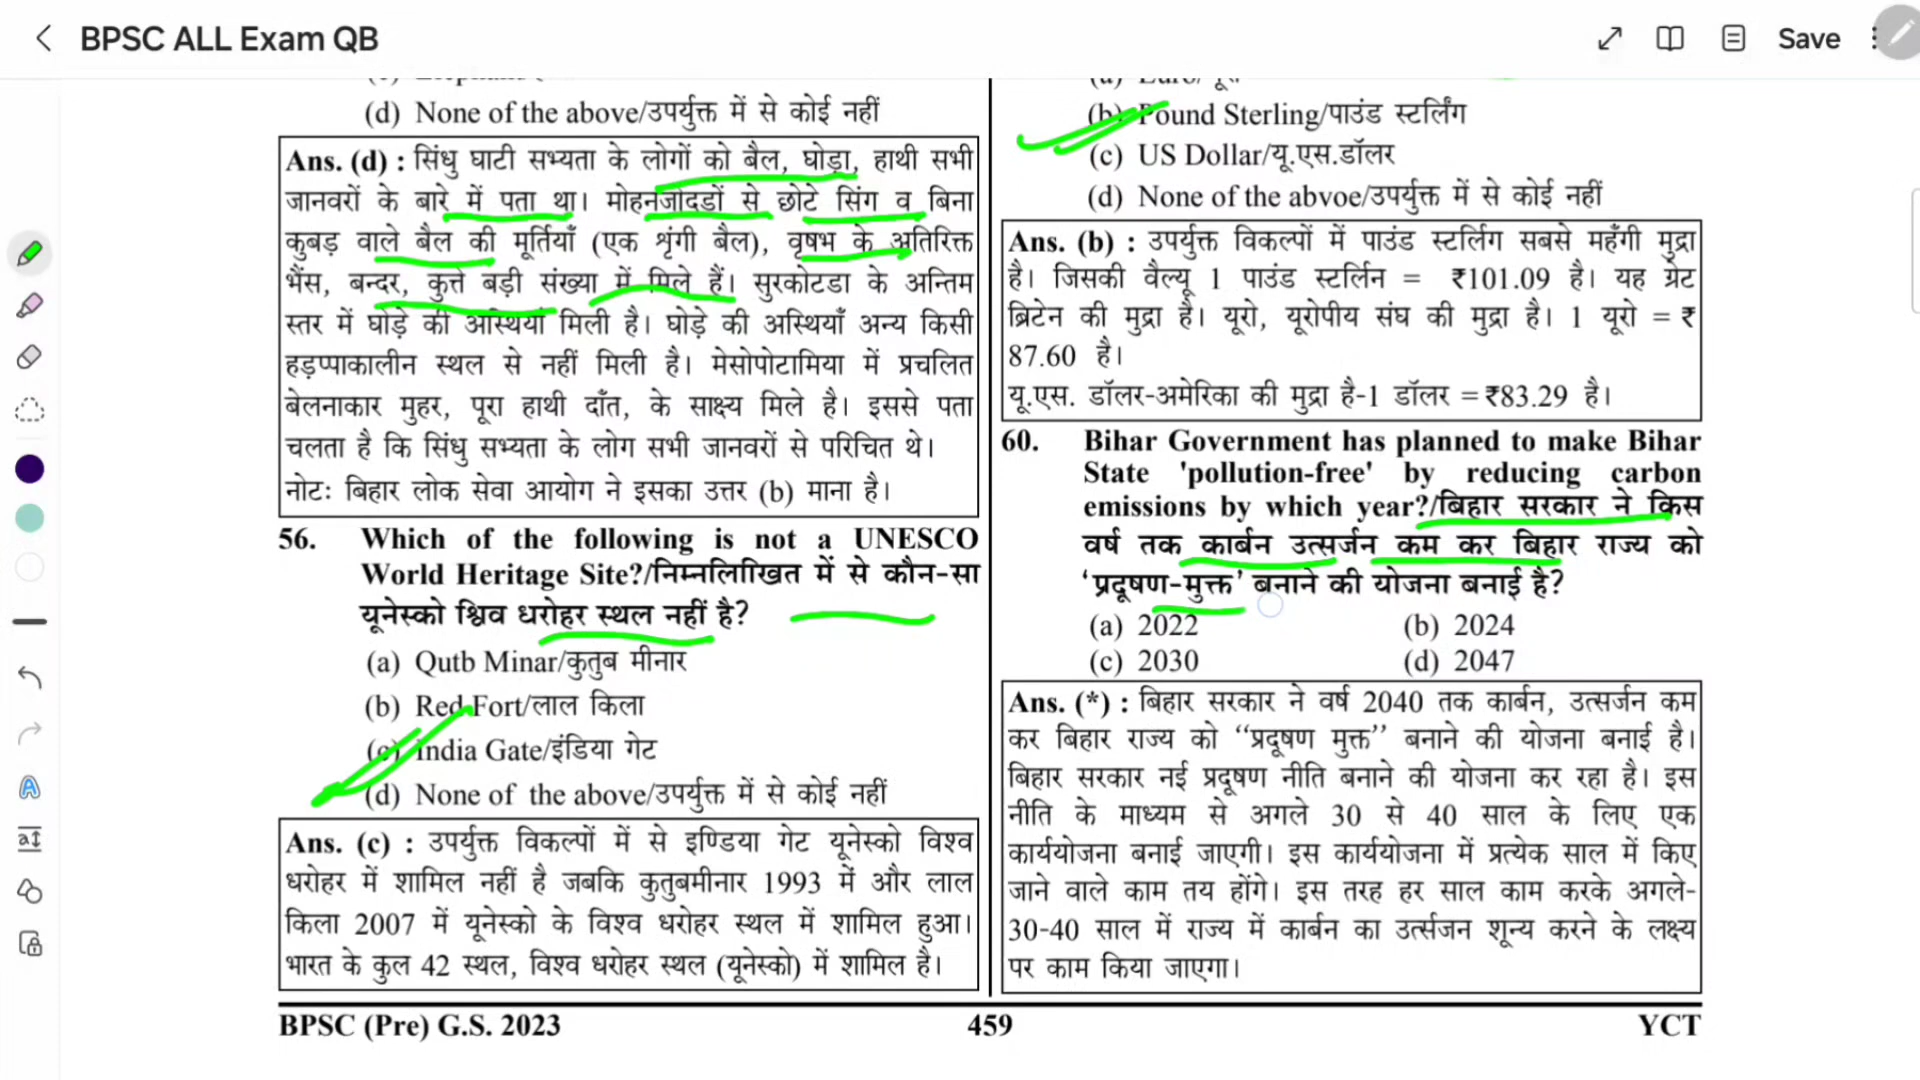 BPSC ALL Exam QB
Save
(d) None of the above/उपर्युक्त में से कोई नहीं
Ans. (d) : सिंधु घाटी सभ्यता के लोगों को बैल, घोड़ा, हाथी सभी
जानवरों के बारे में पता था। मोहनजोदडों से छोटे सिंग व बिना
कुबड़ वाले बैल की मूर्तियाँ (एक श्रृंगी बैल), वृषभ के अतिरिक्त
भैंस, बन्दर, कुत्ते बड़ी संख्या में मिले हैं। सुरकोटडा के अन्तिम
स्तर में घोड़े की अस्थियाँ मिली है। घोड़े की अस्थियाँ अन्य किसी
हड़प्पाकालीन स्थल से नहीं मिली है। मेसोपोटामिया में प्रचलित
बेलनाकार मुहर, पूरा हाथी दाँत, के साक्ष्य मिले है। इससे पता
चलता है कि सिंधु सभ्यता के लोग सभी जानवरों से परिचित थे।
नोटः बिहार लोक सेवा आयोग ने इसका उत्तर (b) माना है।
56. Which of the following is not a UNESCO
World Heritage Site?/निम्नलिखित में से कौन-सा
यूनेस्को श्विव धरोहर स्थल नहीं है?
(a) Qutb Minar/कुतुब मीनार
(b) Red Fort/लाल किला
(c) India Gate/इंडिया गेट
(d) None of the above/उपर्युक्त में से कोई नहीं
Ans. (c) : उपर्युक्त विकल्पों में से इण्डिया गेट यूनेस्को विश्व
धरोहर में शामिल नहीं है जबकि कुतुबमीनार 1993 में और लाल
किला 2007 में यूनेस्को के विश्व धरोहर स्थल में शामिल हुआ।
भारत के कुल 42 स्थल, विश्व धरोहर स्थल (यूनेस्को) में शामिल है।
(b) Pound Sterling/पाउंड स्टर्लिंग
(c) US Dollar/यू.एस.डॉलर
(d) None of the abvoe/उपर्युक्त में से कोई नहीं
Ans. (b) : उपर्युक्त विकल्पों में पाउंड स्टर्लिग सबसे महँगी मुद्रा
है। जिसकी वैल्यू 1 पाउंड स्टर्लिन = ₹101.09 है। यह ग्रेट
ब्रिटेन की मुद्रा है। यूरो, यूरोपीय संघ की मुद्रा है। 1 यूरो = ₹
87.60 है।
यू.एस. डॉलर-अमेरिका की मुद्रा है-1 डॉलर = ₹83.29 है।
60. Bihar Government has planned to make Bihar
State 'pollution-free' by reducing carbon
emissions by which year?/बिहार सरकार ने किस
वर्ष तक कार्बन उत्सर्जन कम कर बिहार राज्य को
‘प्रदूषण-मुक्त’ बनाने की योजना बनाई है?
(a) 2022 (b) 2024
(c) 2030 (d) 2047
Ans. (*) : बिहार सरकार ने वर्ष 2040 तक कार्बन, उत्सर्जन कम
कर बिहार राज्य को “प्रदूषण मुक्त” बनाने की योजना बनाई है।
बिहार सरकार नई प्रदूषण नीति बनाने की योजना कर रहा है। इस
नीति के माध्यम से अगले 30 से 40 साल के लिए एक
कार्ययोजना बनाई जाएगी। इस कार्ययोजना में प्रत्येक साल में किए
जाने वाले काम तय होंगे। इस तरह हर साल काम करके अगले-
30-40 साल में राज्य में कार्बन का उर्त्सजन शून्य करने के लक्ष्य
पर काम किया जाएगा।
BPSC (Pre) G.S. 2023 459 YCT